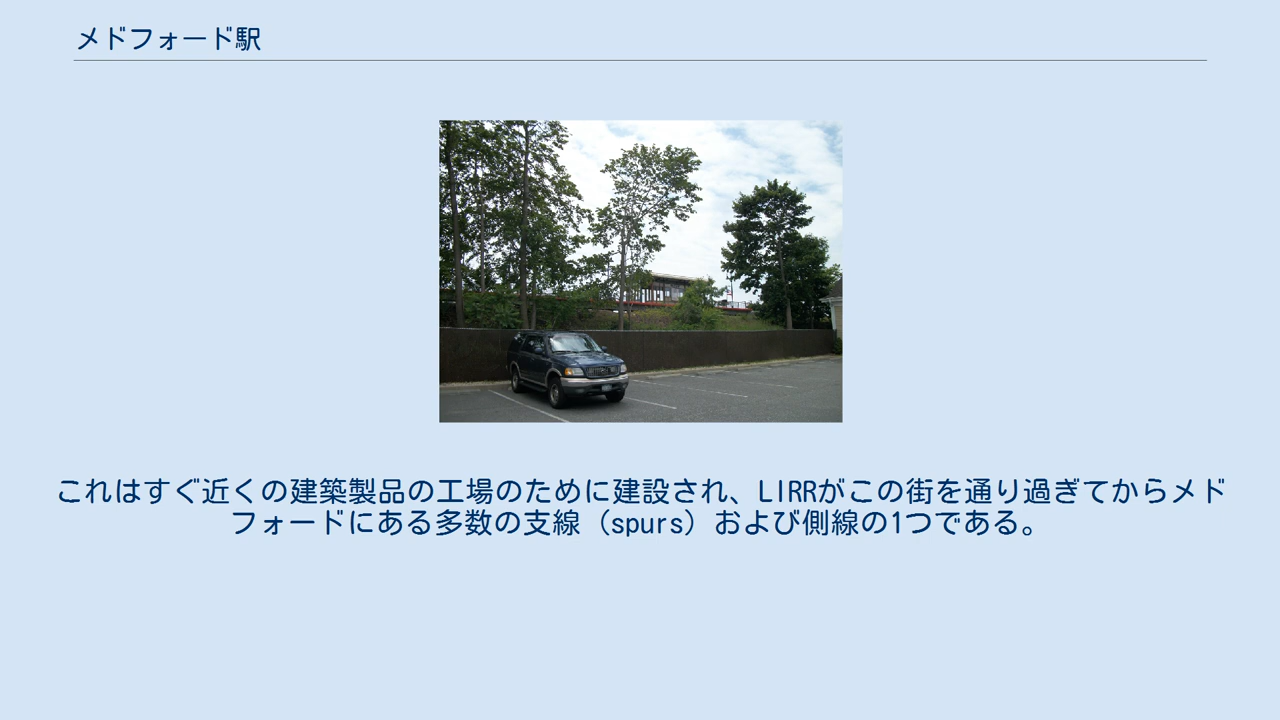 メドフォード駅
これはすぐ近くの建築製品の工場のために建設され、LIRRがこの街を通り過ぎてからメド
フォードにある多数の支線（spurs）および側線の1つである。